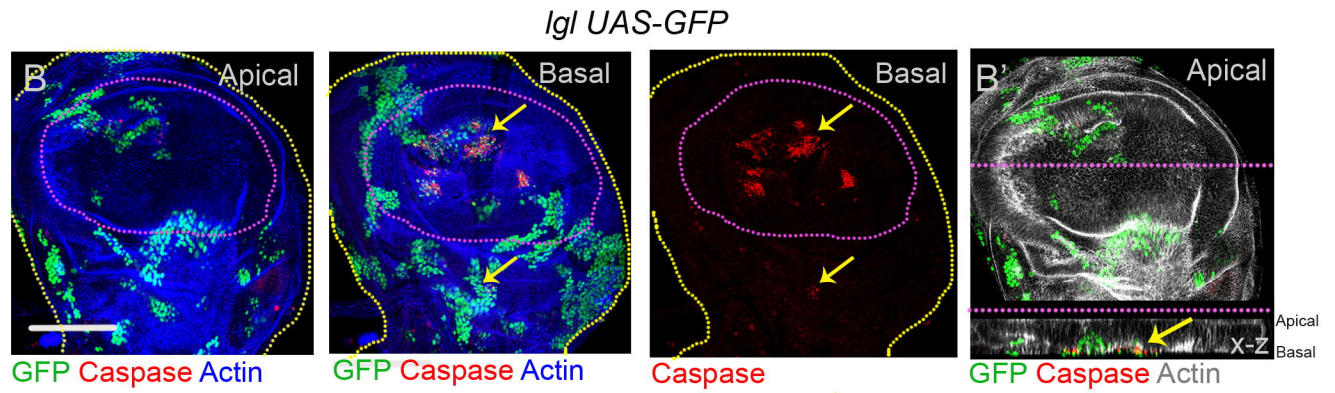 lgl UAS-GFP
B Apical
Basal
Basal
B' Apical
Apical
x-z Basal
GFP Caspase Actin
GFP Caspase Actin
Caspase
GFP Caspase Actin